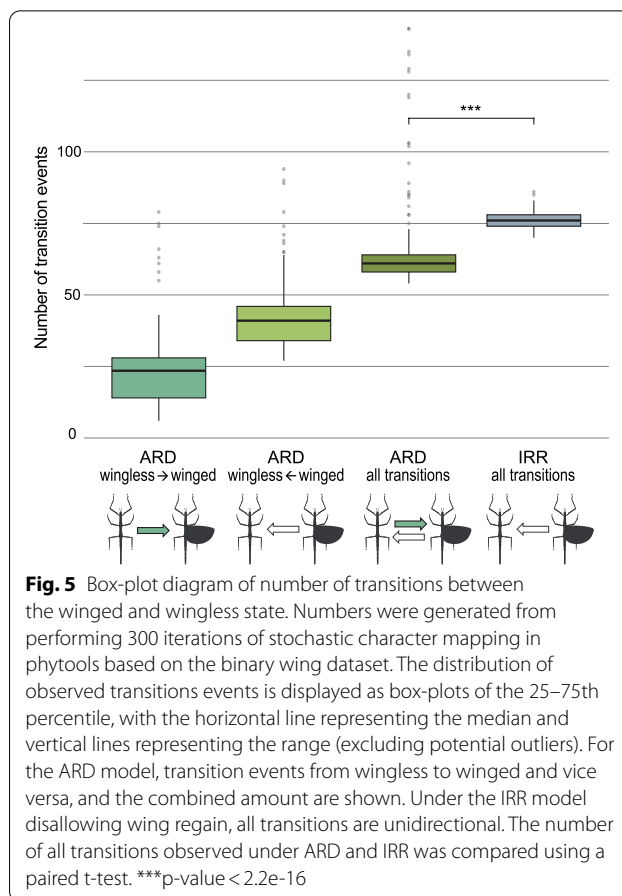 Number of transition events
100
50
0
***
ARD
wingless → winged
ARD
wingless ← winged
ARD
all transitions
IRR
all transitions
Fig. 5 Box-plot diagram of number of transitions between
the winged and wingless state. Numbers were generated from
performing 300 iterations of stochastic character mapping in
phytools based on the binary wing dataset. The distribution of
observed transitions events is displayed as box-plots of the 25–75th
percentile, with the horizontal line representing the median and
vertical lines representing the range (excluding potential outliers). For
the ARD model, transition events from wingless to winged and vice
versa, and the combined amount are shown. Under the IRR model
disallowing wing regain, all transitions are unidirectional. The number
of all transitions observed under ARD and IRR was compared using a
paired t-test. ***p-value < 2.2e-16